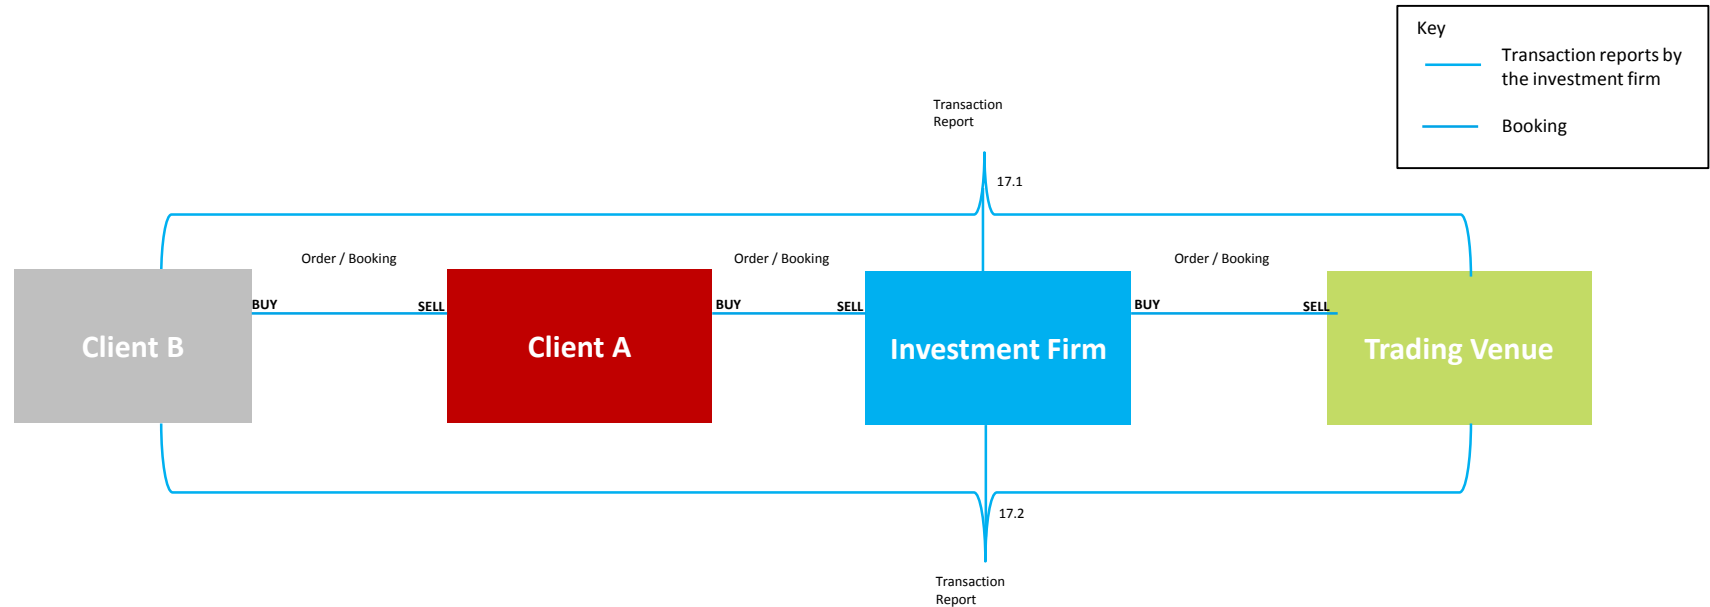 Key
Transaction reports by
the investment firm
Booking
Transaction
Report
17.1
Order / Booking
Order / Booking
Order / Booking
BUY
SELL
BUY
SELL
BUY
SELL
Client B
Client A
Investment Firm
Trading Venue
17.2
Transaction
Report